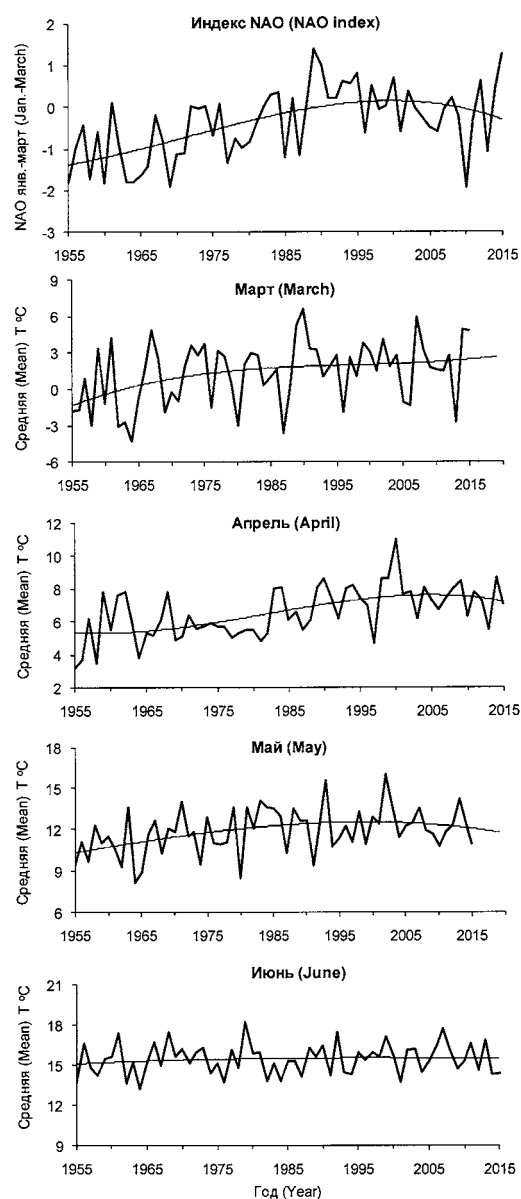 Индекс NAO (NAO index)
NAO янв.-март (Jan.-March)
2
1
0
-1
-2
-3
1955 1965 1975 1985 1995 2005 2015
Март (March)
Средняя (Mean) T ºC
9
6
3
0
-3
-6
1955 1965 1975 1985 1995 2005 2015
Апрель (April)
Средняя (Mean) T ºC
12
10
8
6
4
2
1955 1965 1975 1985 1995 2005 2015
Май (May)
Средняя (Mean) T ºC
18
15
12
9
6
1955 1965 1975 1985 1995 2005 2015
Июнь (June)
Средняя (Mean) T ºC
21
18
15
12
9
1955 1965 1975 1985 1995 2005 2015
Год (Year)